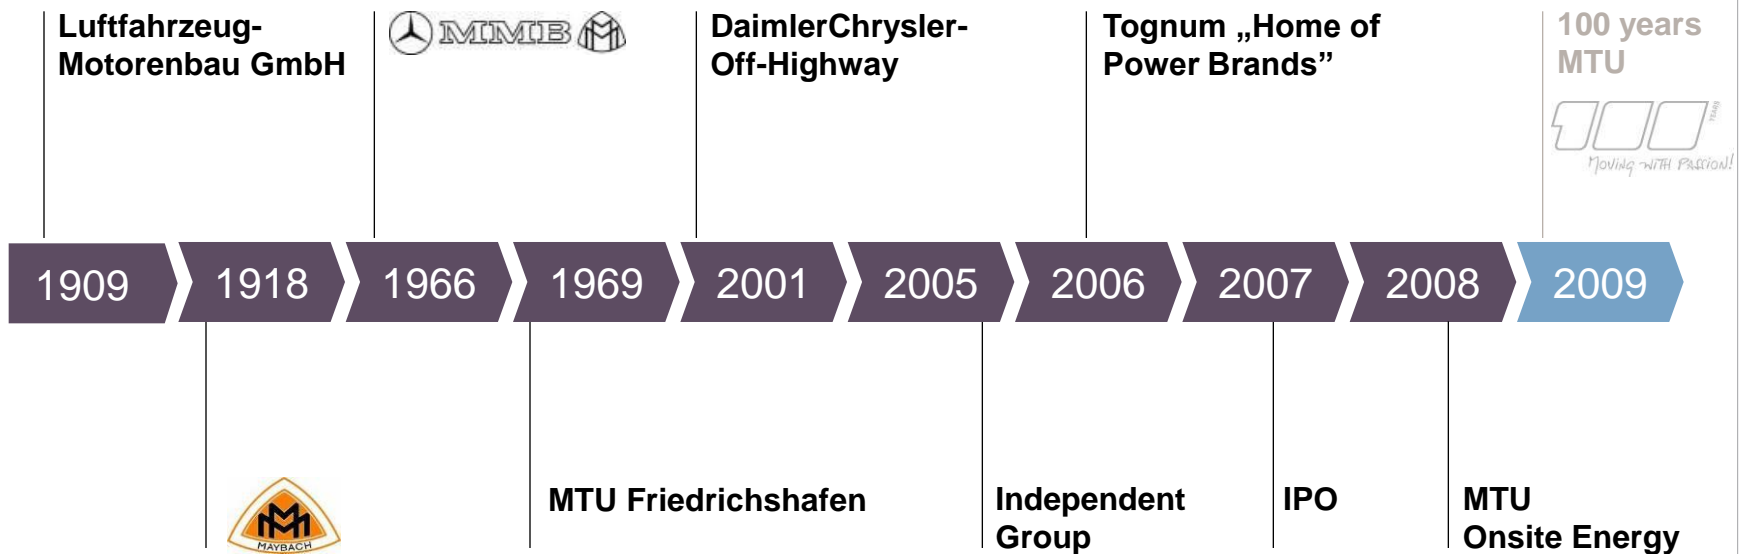 Luftfahrzeug-
Motorenbau GmbH
MMB
DaimlerChrysler-
Off-Highway
Tognum „Home of
Power Brands”
100 years
MTU
100
YEARS
Moving with Passion!
1909
1918
1966
1969
2001
2005
2006
2007
2008
2009
MAYBACH
MTU Friedrichshafen
Independent
Group
IPO
MTU
Onsite Energy